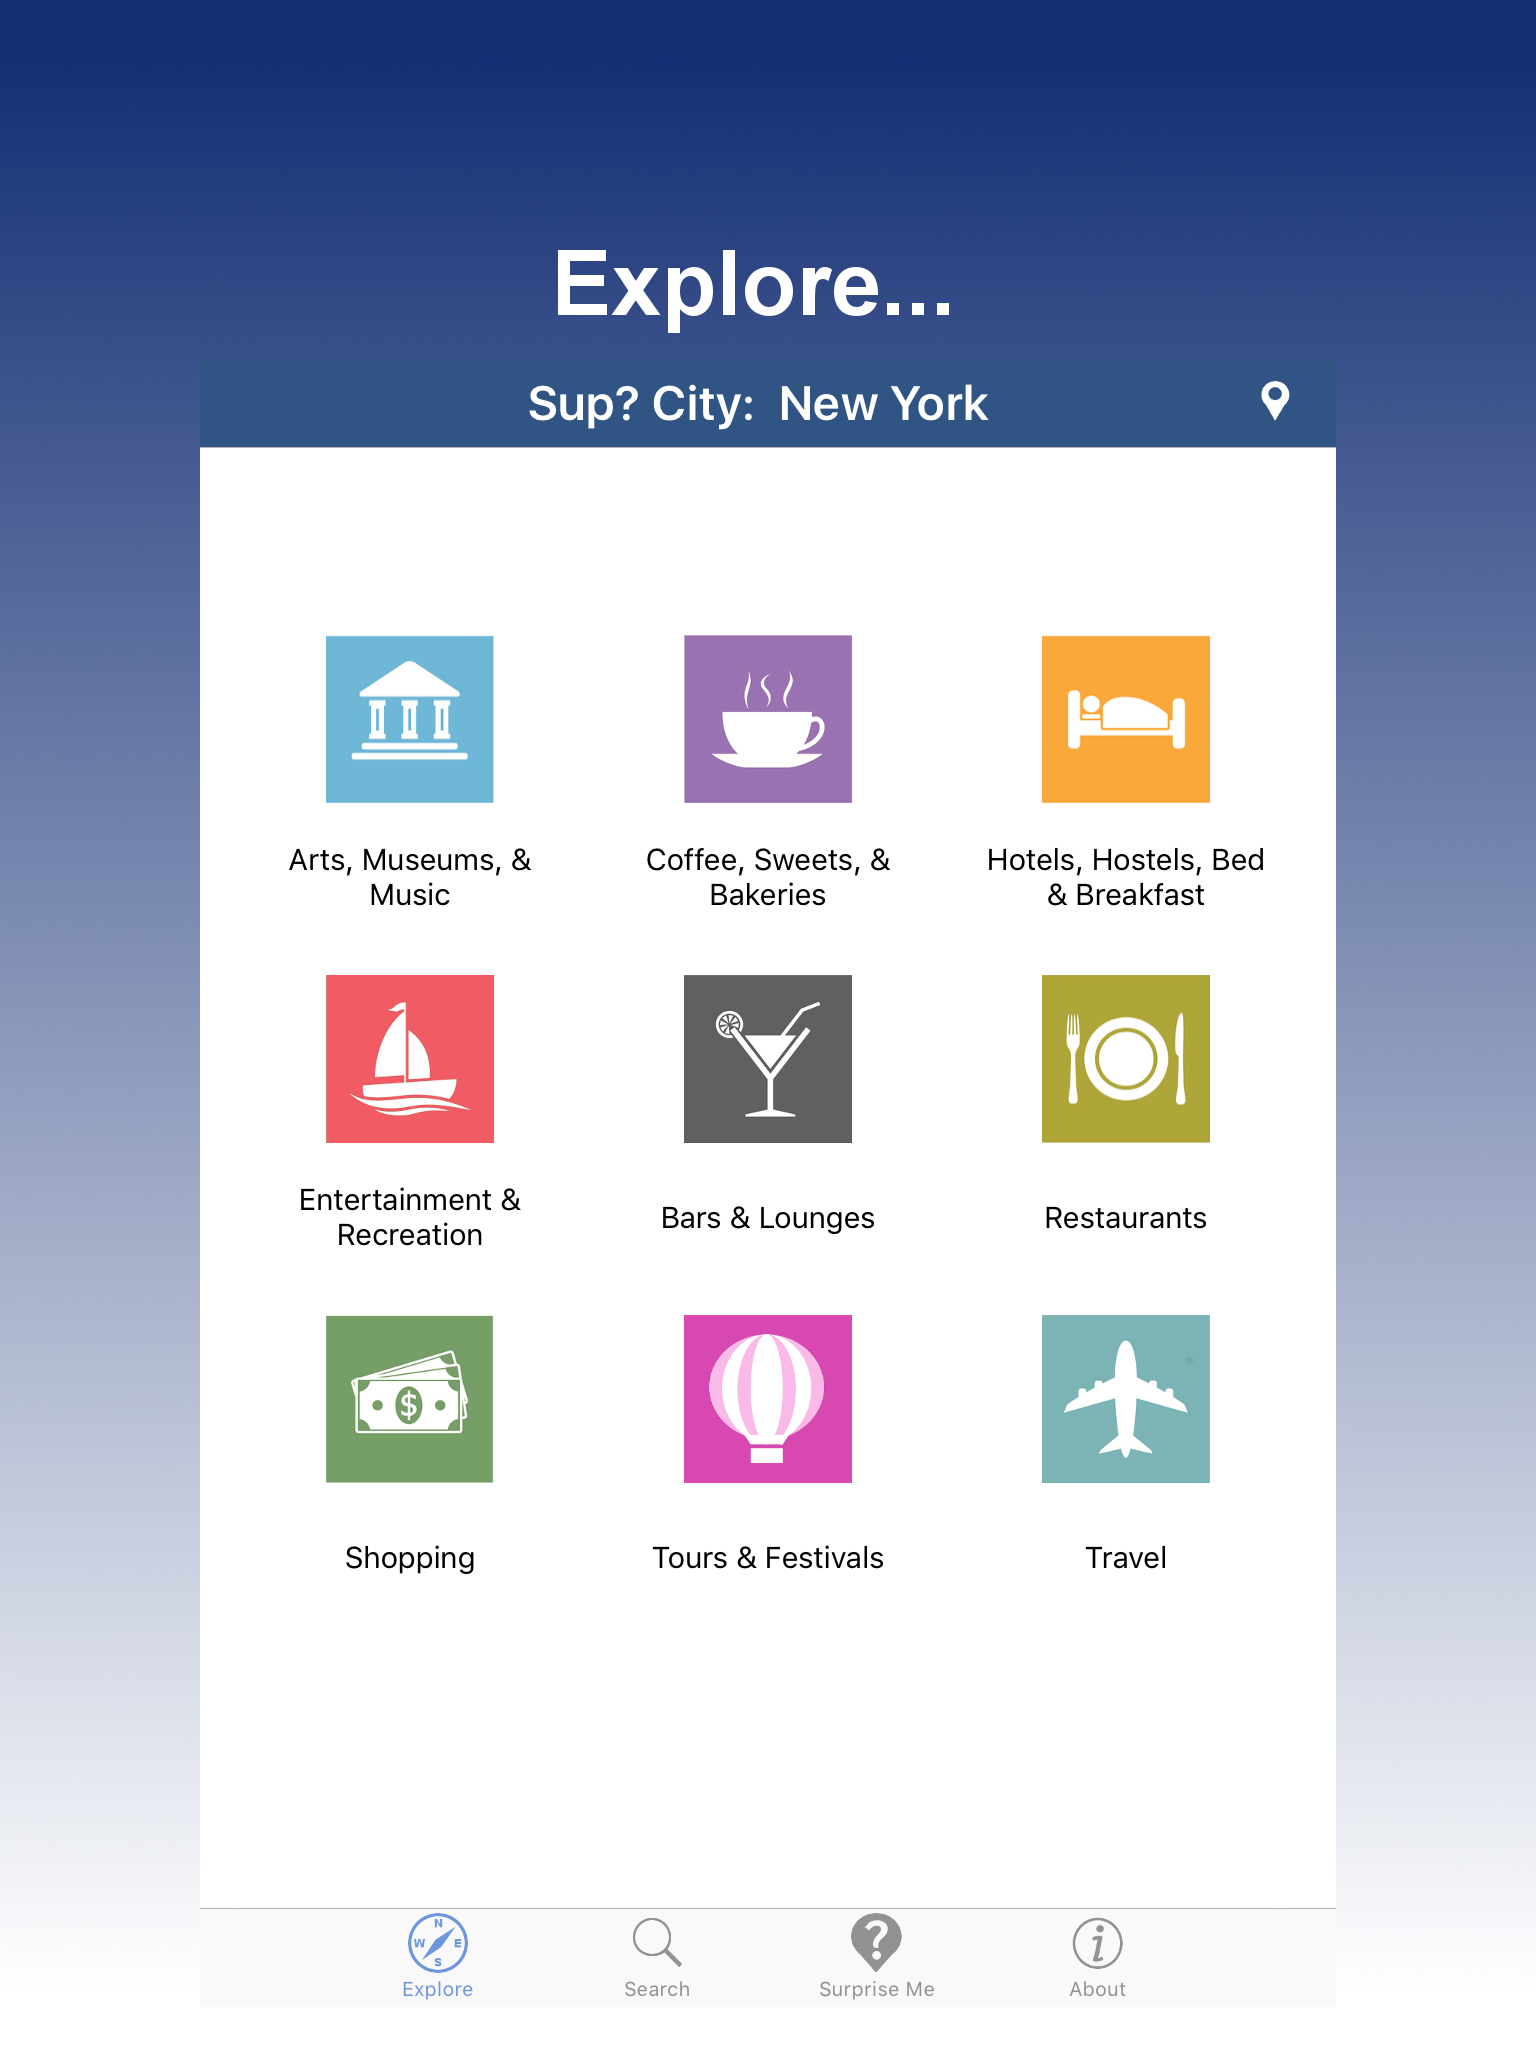 Explore...
Sup? City:  New York
Arts, Museums, &
Music
Coffee, Sweets, &
Bakeries
Hotels, Hostels, Bed
& Breakfast
Entertainment &
Recreation
Bars & Lounges
Restaurants
$
Shopping
Tours & Festivals
Travel
N
W E
S
Explore
Search
?
Surprise Me
i
About